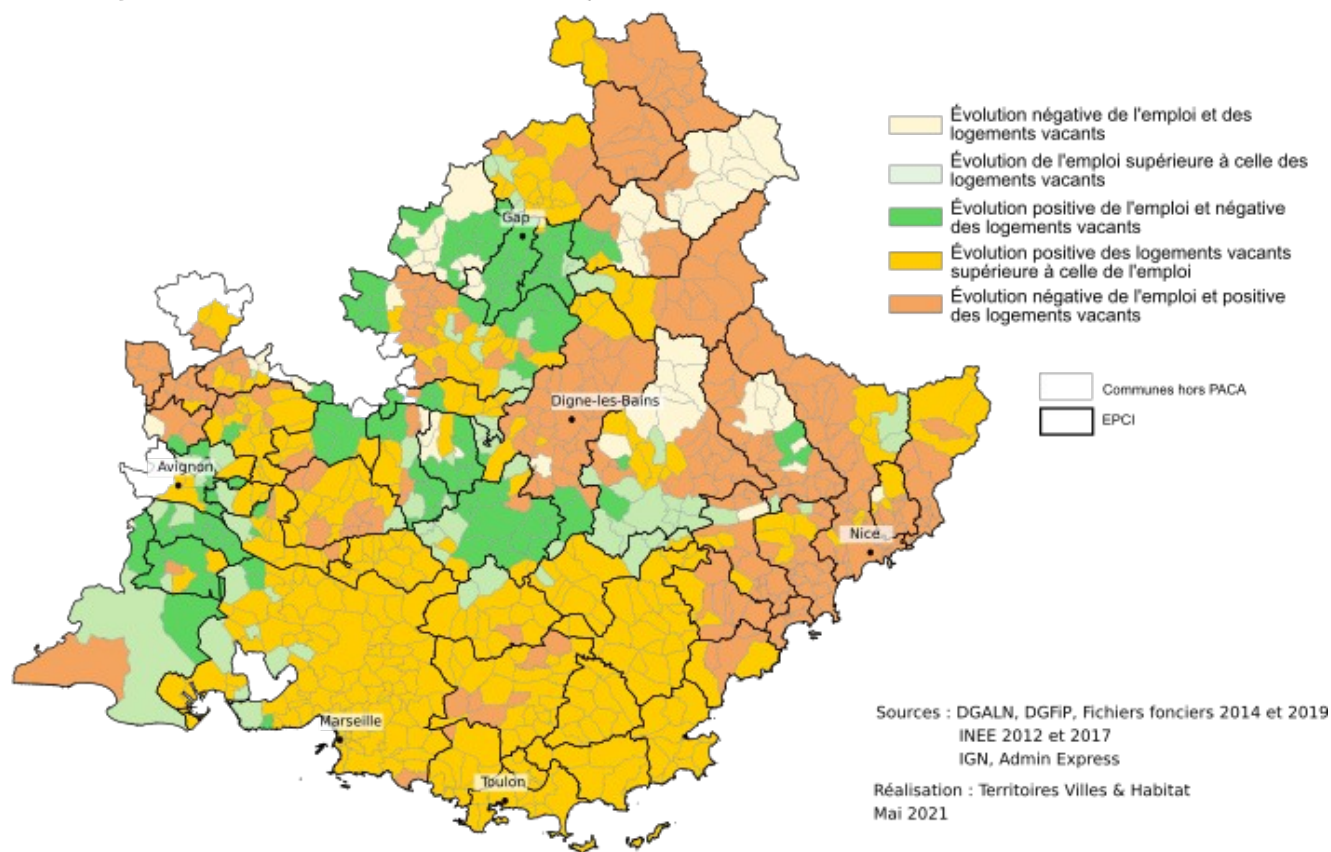 Évolution négative de l'emploi et des
logements vacants
Évolution de l'emploi supérieure à celle des
logements vacants
Évolution positive de l'emploi et négative
des logements vacants
Évolution positive des logements vacants
supérieure à celle de l'emploi
Évolution négative de l'emploi et positive
des logements vacants
Gap
Communes hors PACA
EPCI
Digne-les-Bains
Avignon
Nice
Marseille
Toulon
Sources : DGALN, DGFiP, Fichiers fonciers 2014 et 2019
INEE 2012 et 2017
IGN, Admin Express
Réalisation : Territoires Villes & Habitat
Mai 2021